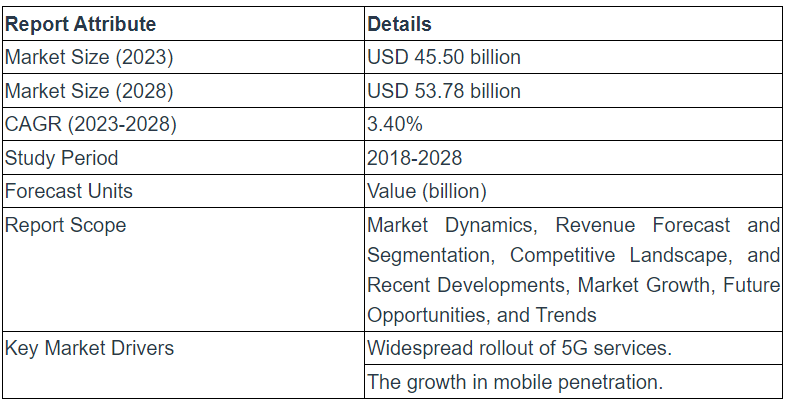 Report Attribute Details
Market Size (2023) USD 45.50 billion
Market Size (2028) USD 53.78 billion
CAGR (2023-2028) 3.40%
Study Period 2018-2028
Forecast Units Value (billion)
Report Scope Market Dynamics, Revenue Forecast and
Segmentation, Competitive Landscape, and
Recent Developments, Market Growth, Future
Opportunities, and Trends
Key Market Drivers Widespread rollout of 5G services.
The growth in mobile penetration.